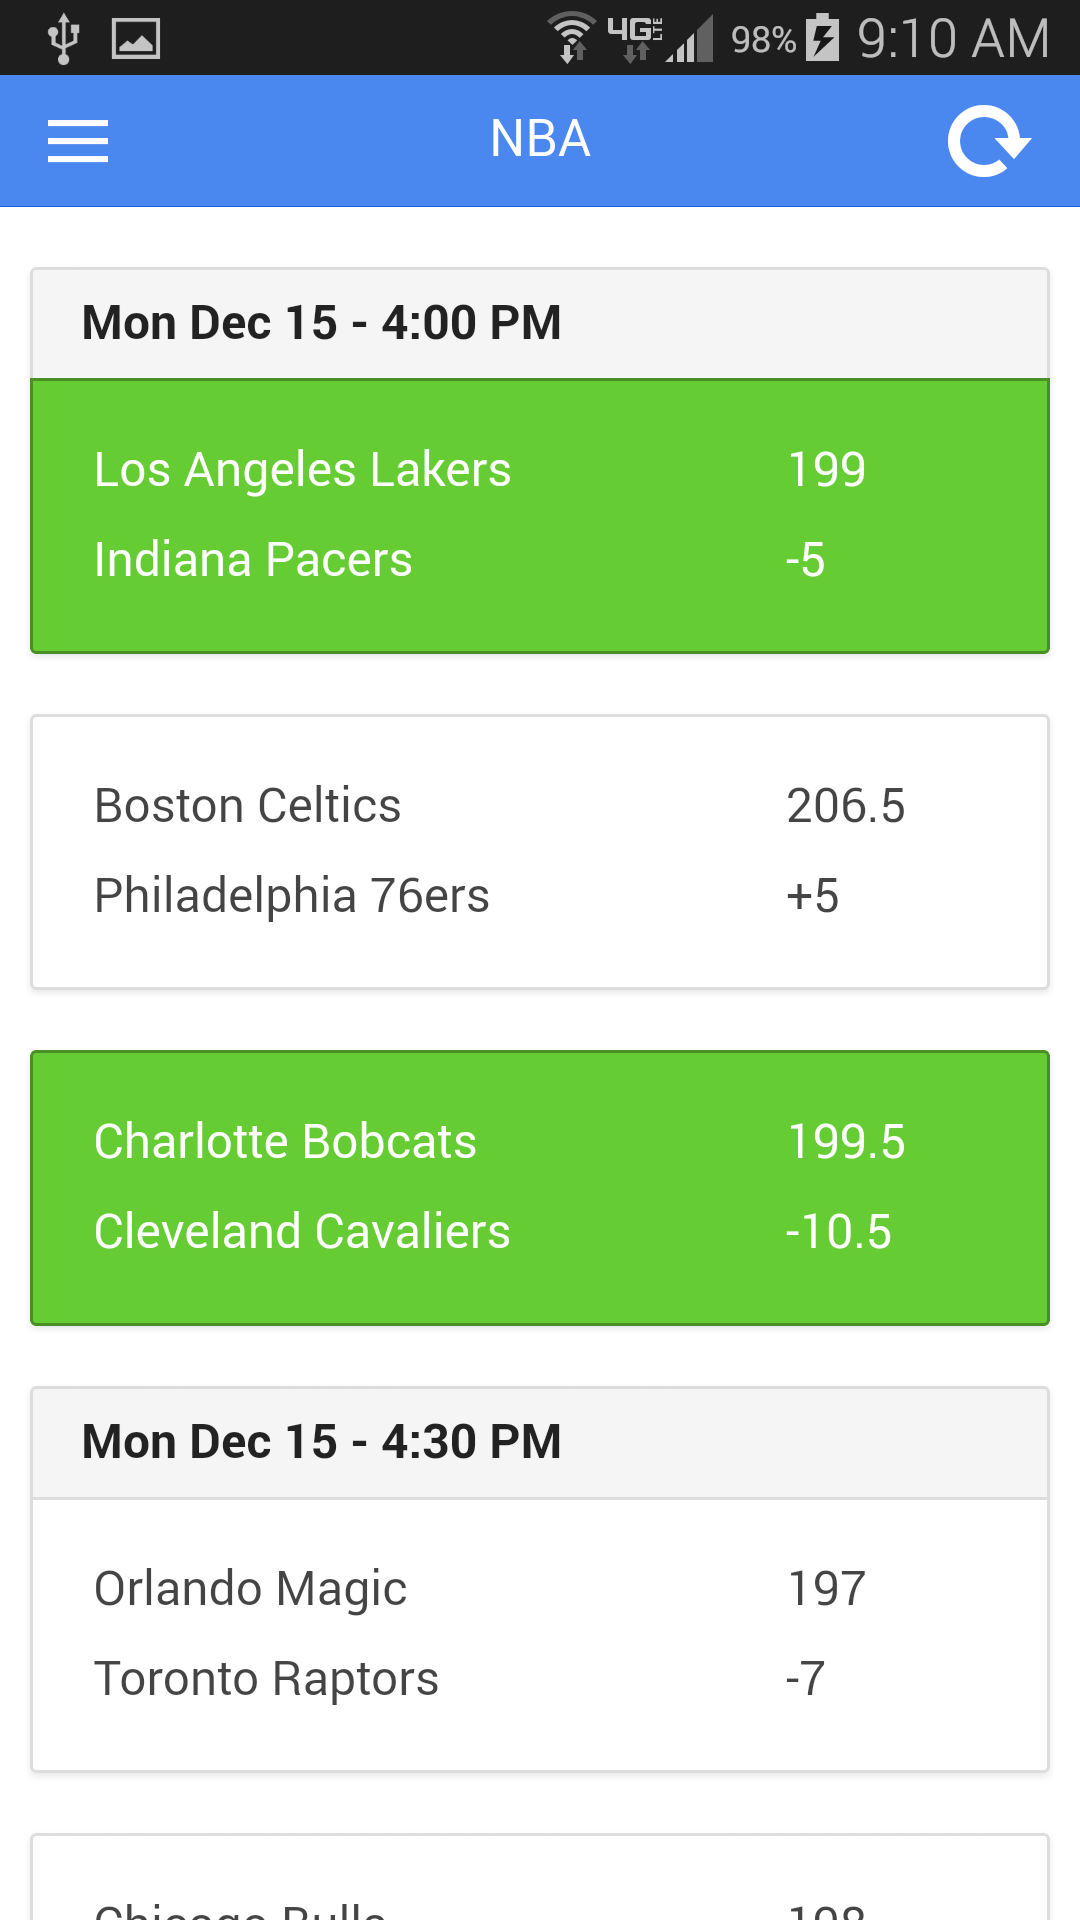 4G LTE 98% 9:10 AM
NBA
Mon Dec 15 - 4:00 PM
Los Angeles Lakers 199
Indiana Pacers -5
Boston Celtics 206.5
Philadelphia 76ers +5
Charlotte Bobcats 199.5
Cleveland Cavaliers -10.5
Mon Dec 15 - 4:30 PM
Orlando Magic 197
Toronto Raptors -7
Chicago Bulls 198